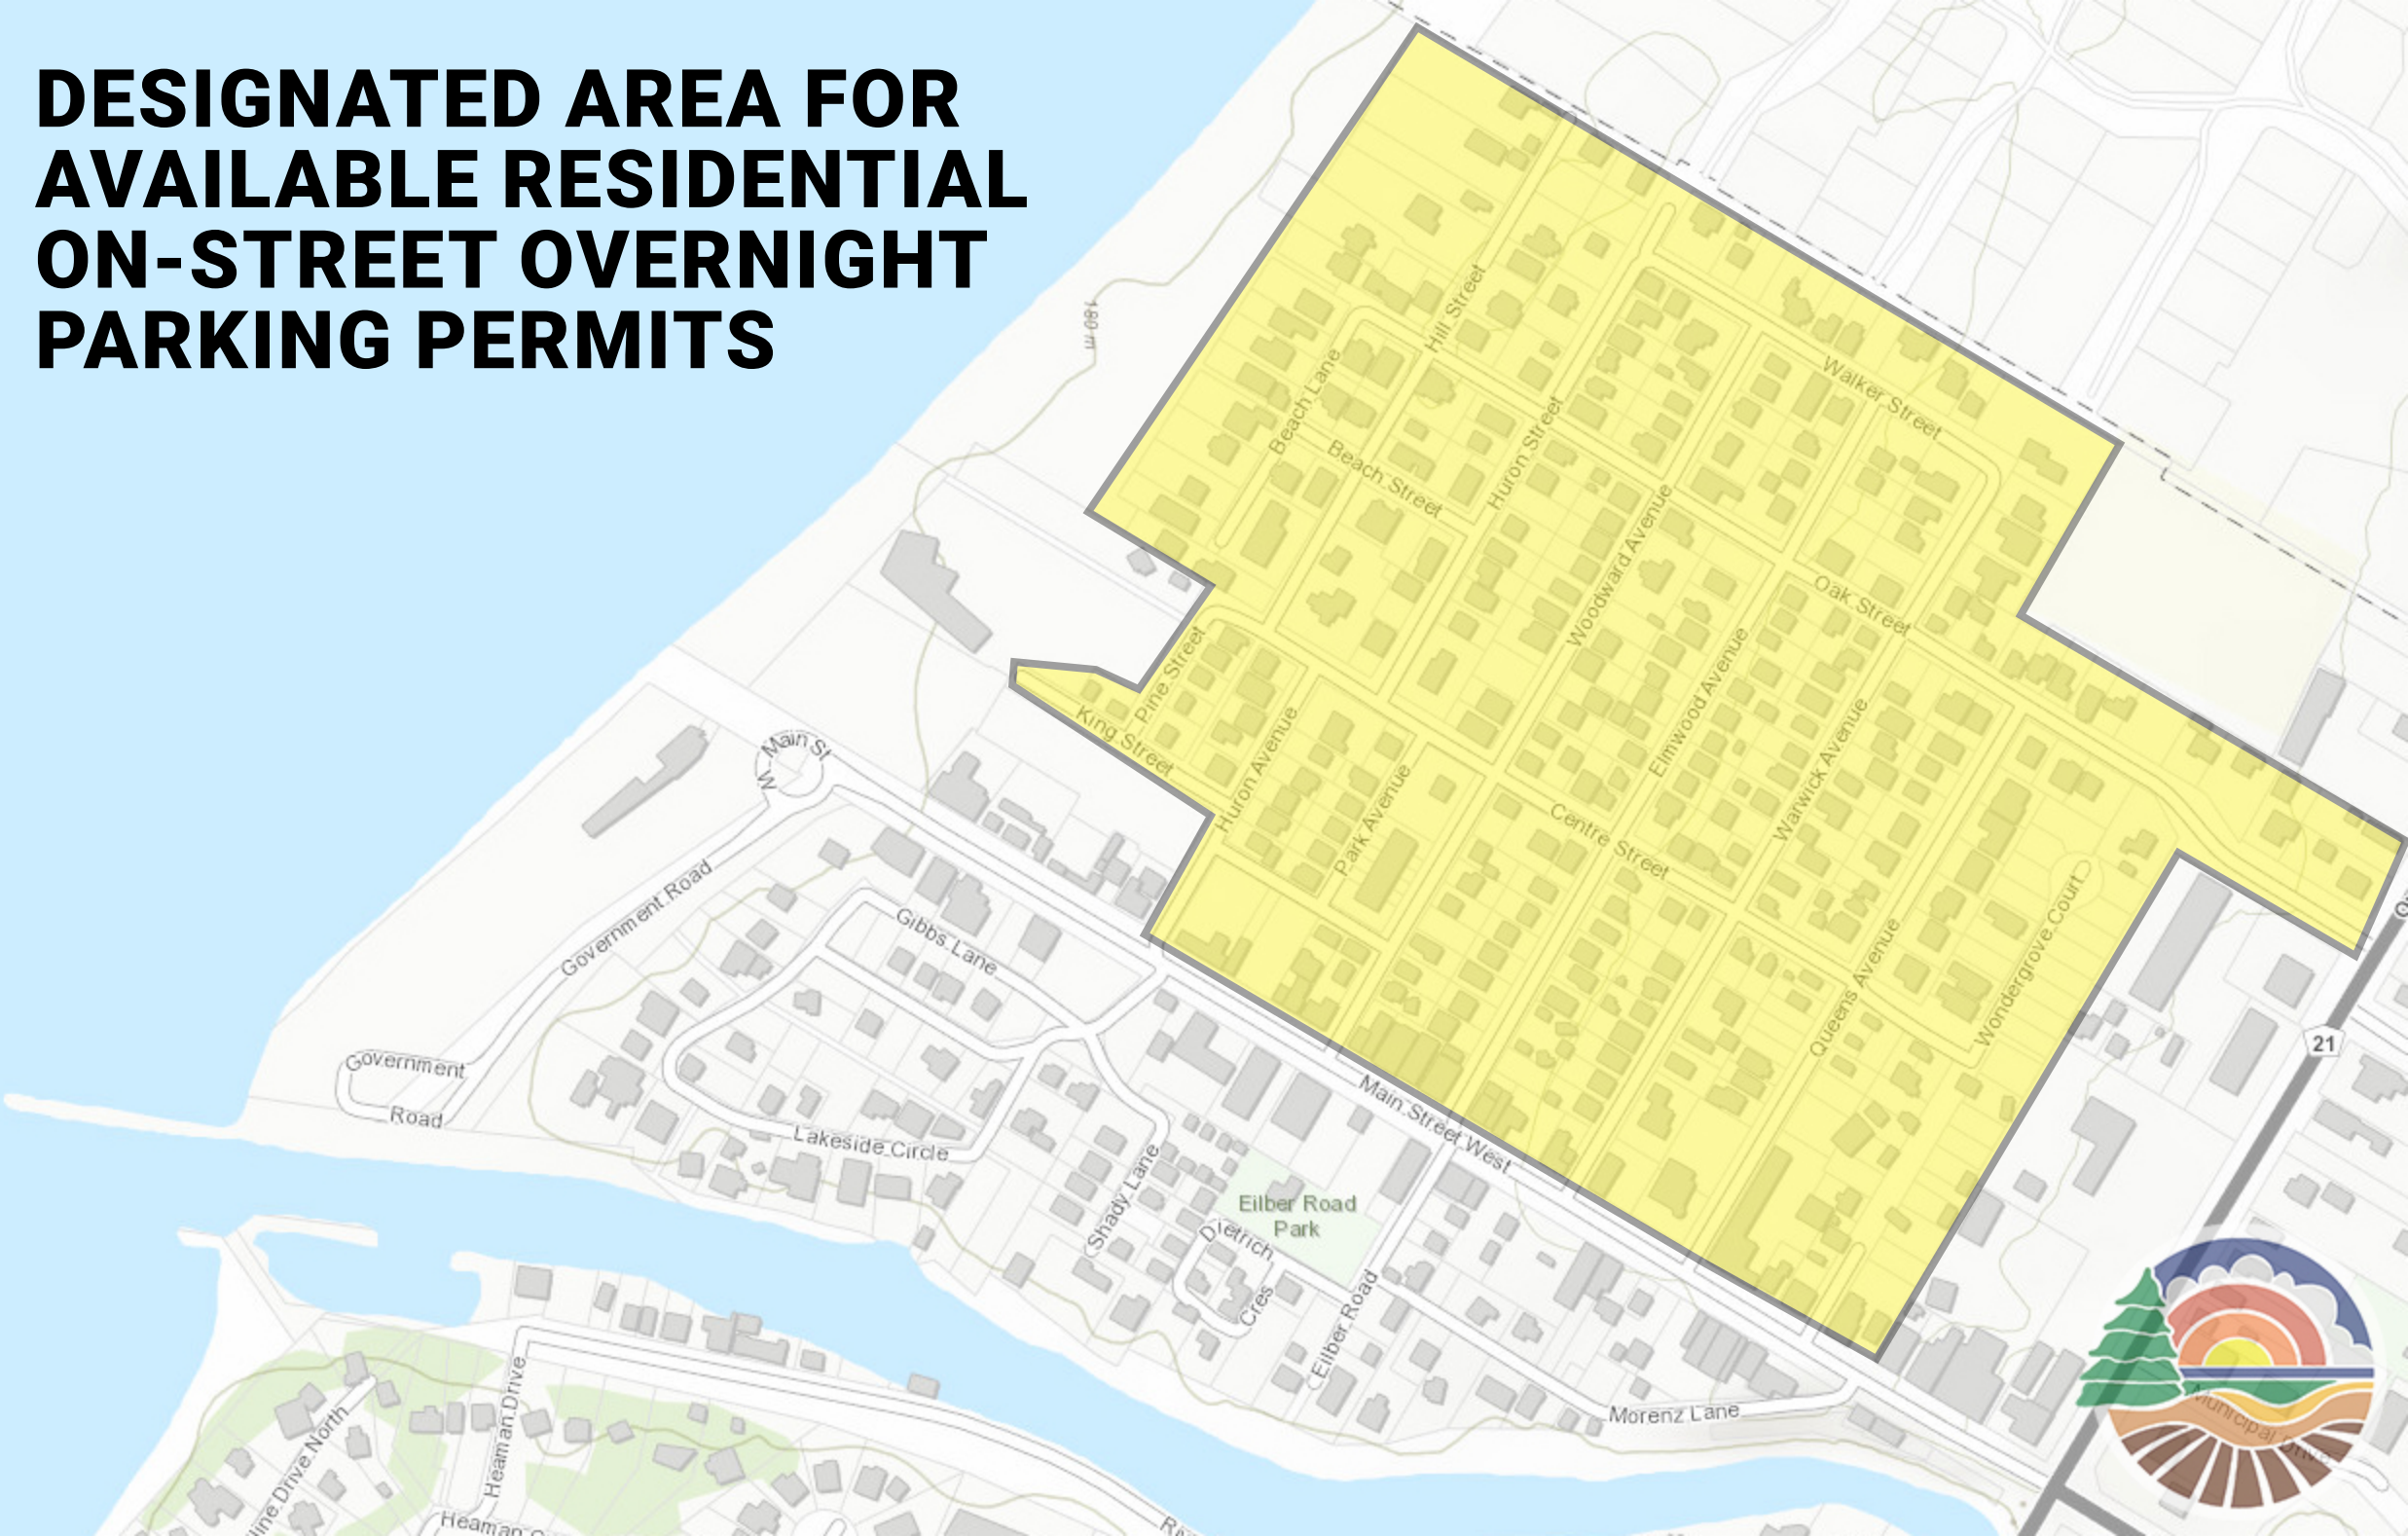 DESIGNATED AREA FOR
AVAILABLE RESIDENTIAL
ON-STREET OVERNIGHT
PARKING PERMITS
180 m
Hill Street
Beach Lane
Beach Street
Huron Street
Walker Street
Woodward Avenue
Oak Street
Pine Street
King Street
Huron Avenue
Park Avenue
Elmwood Avenue
Warwick Avenue
Centre Street
Queens Avenue
Wondergrove Court
W Main St
Government Road
Gibbs Lane
Government
Road
Lakeside Circle
Shady Lane
Main Street West
21
Eilber Road
Park
Dietrich
Cres
Eilber Road
Morenz Lane
Heaman Drive
Drive North
Heaman
Municipal Drive